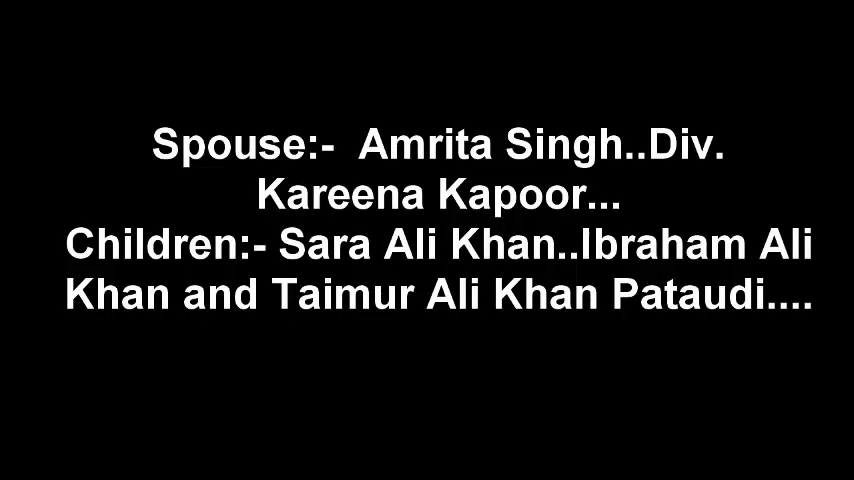 Spouse:-  Amrita Singh..Div.
Kareena Kapoor...
Children:- Sara Ali Khan..Ibraham Ali
Khan and Taimur Ali Khan Pataudi....